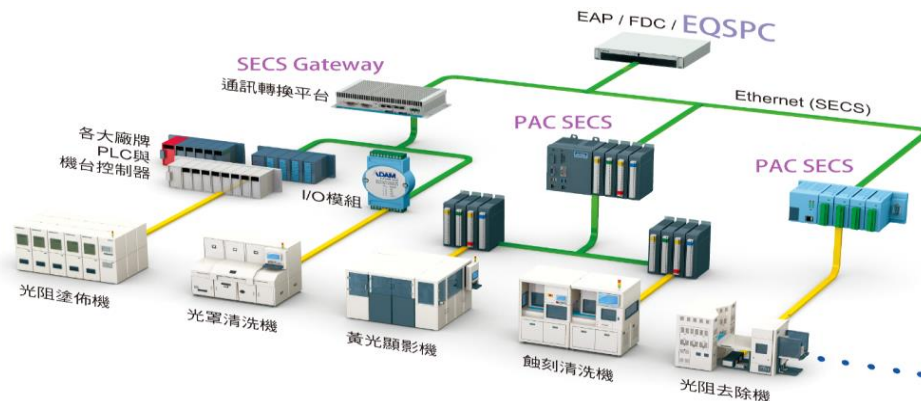 EAP / FDC / EQSPC
SECS Gateway
通訊轉換平台
Ethernet (SECS)
PAC SECS
各大廠牌
PLC與
機台控制器
PAC SECS
ADAM
I/O模組
光阻塗佈機
光罩清洗機
黃光顯影機
蝕刻清洗機
光阻去除機